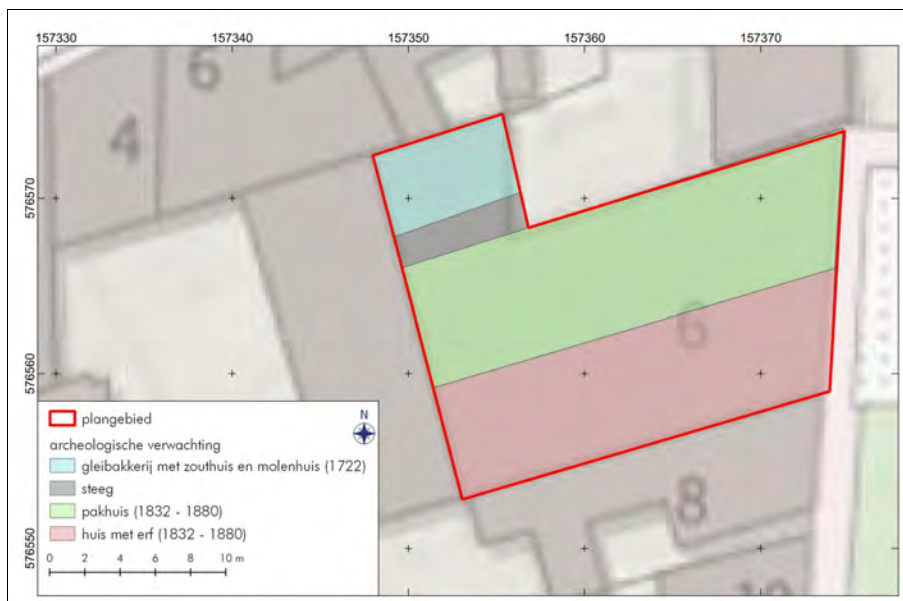 157330 157340 157350 157360 157370
6
4
576570
6
576560
N
plangebied
archeologische verwachting
gleibakkerij met zouthuis en molenhuis (1722)
steeg
pakhuis (1832 - 1880)
huis met erf (1832 - 1880)
0 2 4 6 8 10 m
8
576550
10